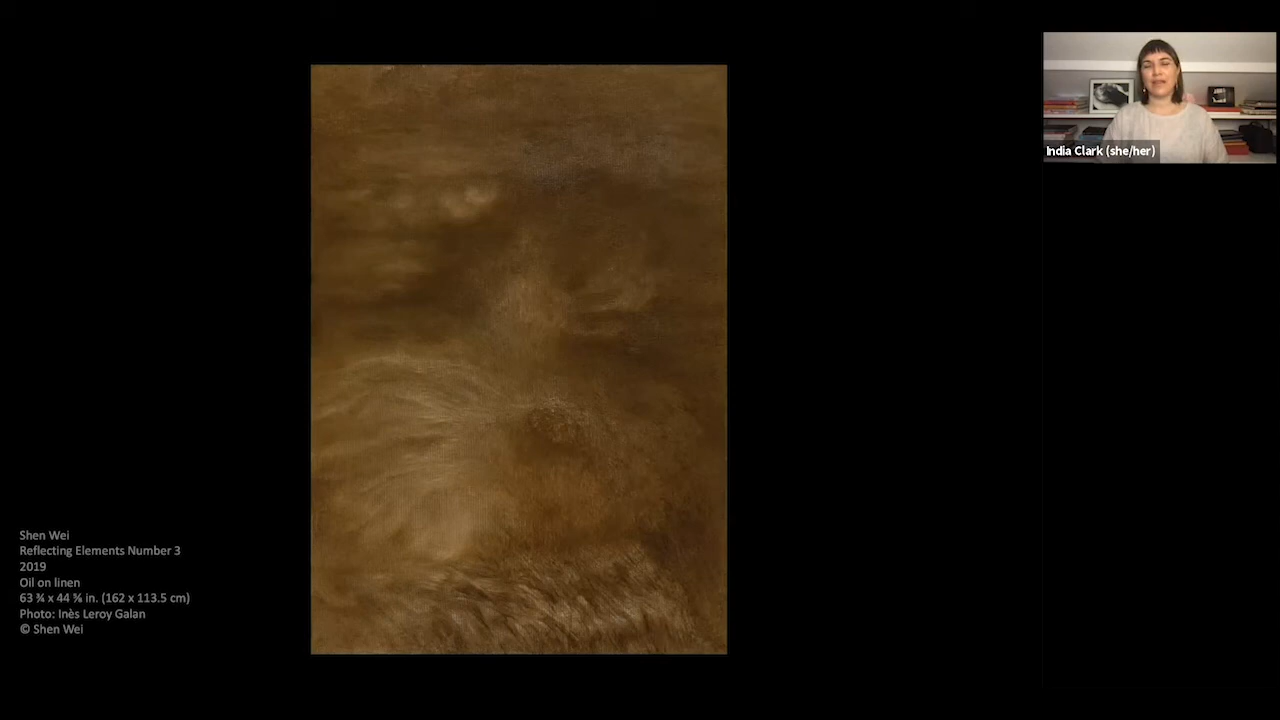 India Clark (she/her)
Shen Wei
Reflecting Elements Number 3
2019
Oil on linen
63 ¾ x 44 ⅝ in. (162 x 113.5 cm)
Photo: Inès Leroy Galan
© Shen Wei